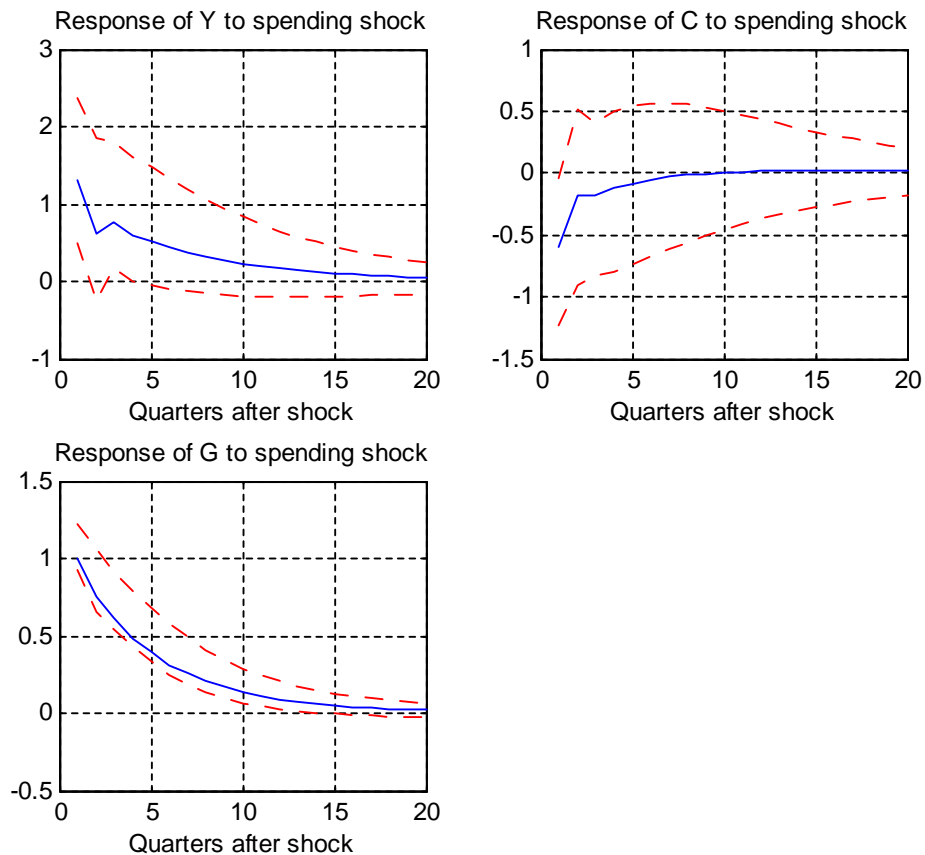 Response of Y to spending shock
3
2
1
0
-1
0 5 10 15 20
Quarters after shock
Response of C to spending shock
1
0.5
0
-0.5
-1
-1.5
0 5 10 15 20
Quarters after shock
Response of G to spending shock
1.5
1
0.5
0
-0.5
0 5 10 15 20
Quarters after shock